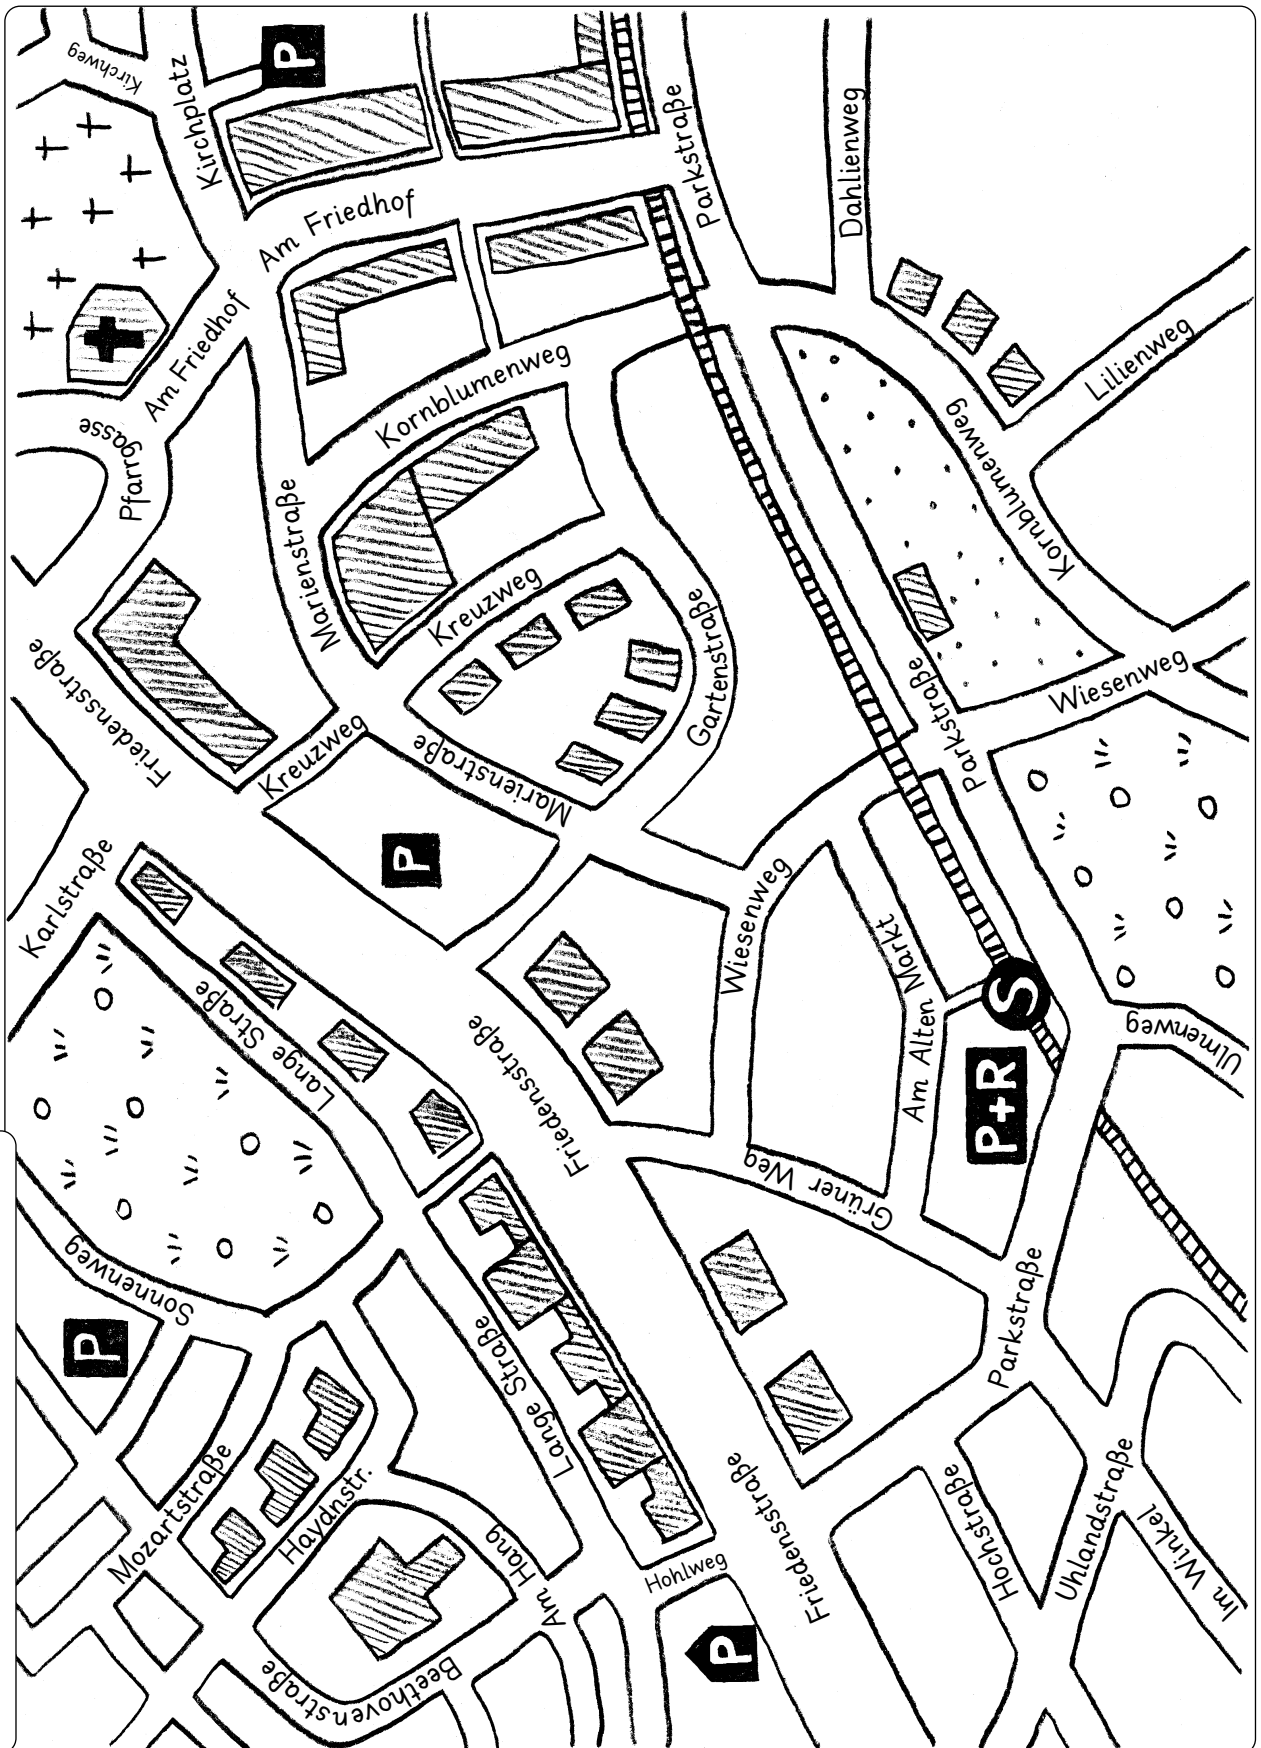 Kirchweg
Kirchplatz
P
Parkstraße
Dahlienweg
Am Friedhof
Am Friedhof
Pfarrgasse
Kornblumenweg
Lilienweg
Kornblumenweg
Marienstraße
Kreuzweg
Gartenstraße
Friedensstraße
Kreuzweg
Marienstraße
Parkstraße
Wiesenweg
Parkstraße
P
Karlstraße
Wiesenweg
Am Alten Markt
S
Lange Straße
Friedensstraße
P+R
Ulmenweg
Grüner Weg
Sonnenweg
P
Lange Straße
Parkstraße
Mozartstraße
Haydnstr.
Am Hang
Hohlweg
Friedensstraße
Hochstraße
Uhlandstraße
Im Winkel
Beethovenstraße
P